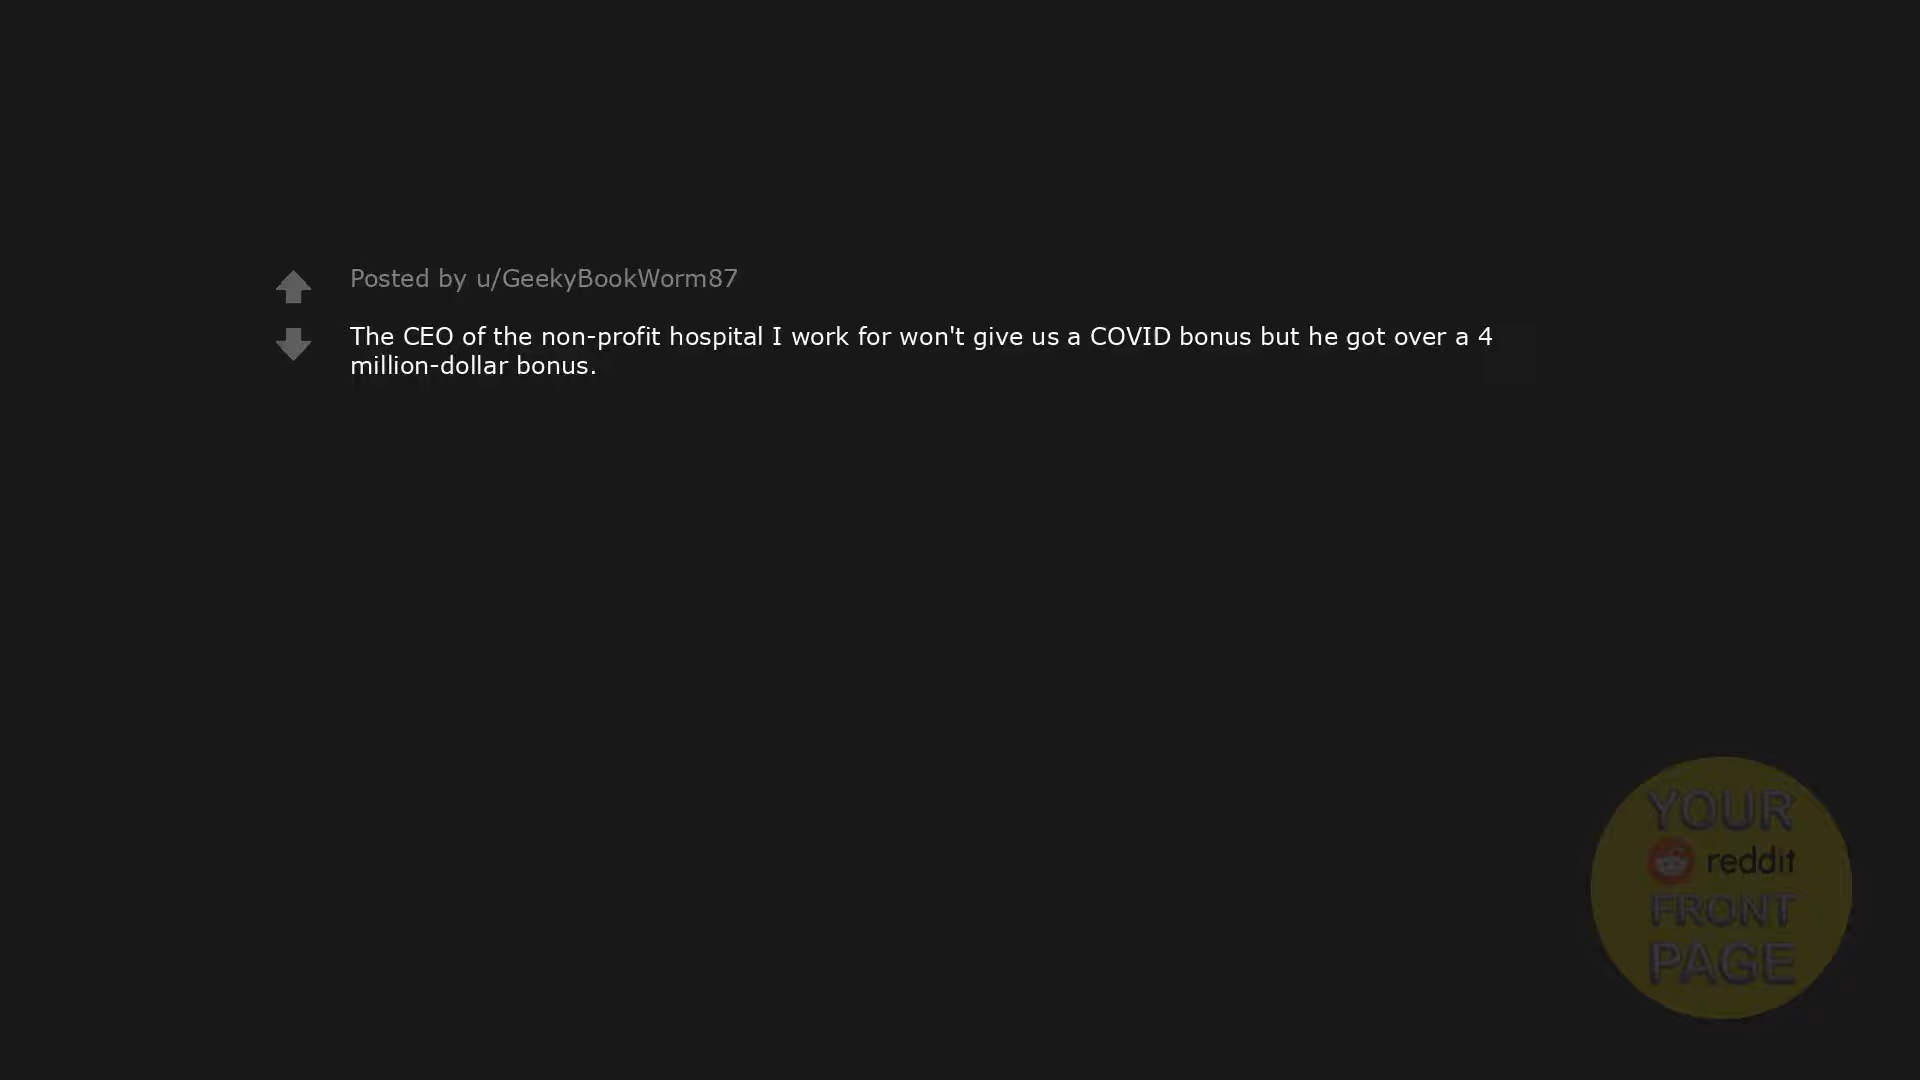 Posted by u/GeekyBookWorm87
The CEO of the non-profit hospital I work for won't give us a COVID bonus but he got over a 4
million-dollar bonus.
YOUR
reddit
FRONT
PAGE